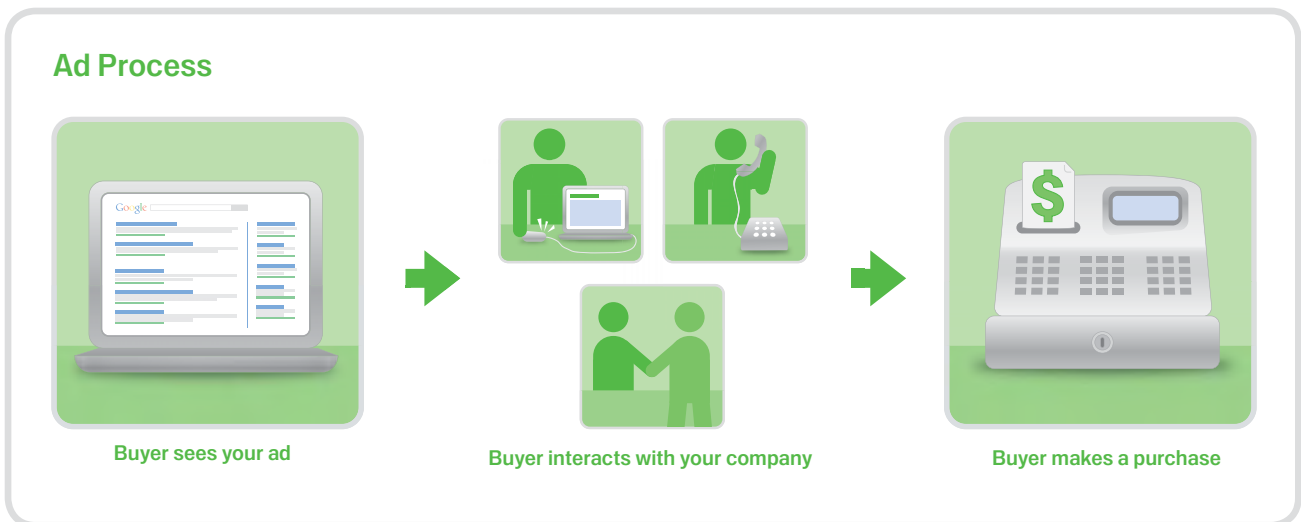 Ad Process
Google
Buyer sees your ad
Buyer interacts with your company
Buyer makes a purchase
$